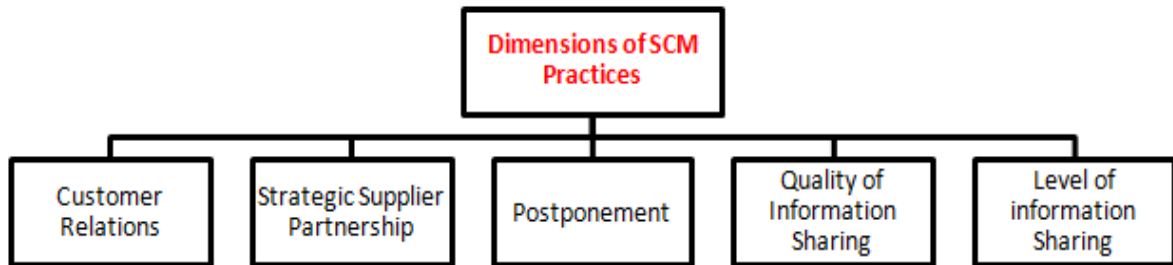 Dimensions of SCM
Practices
Customer
Relations
Strategic Supplier
Partnership
Postponement
Quality of
Information
Sharing
Level of
information
Sharing